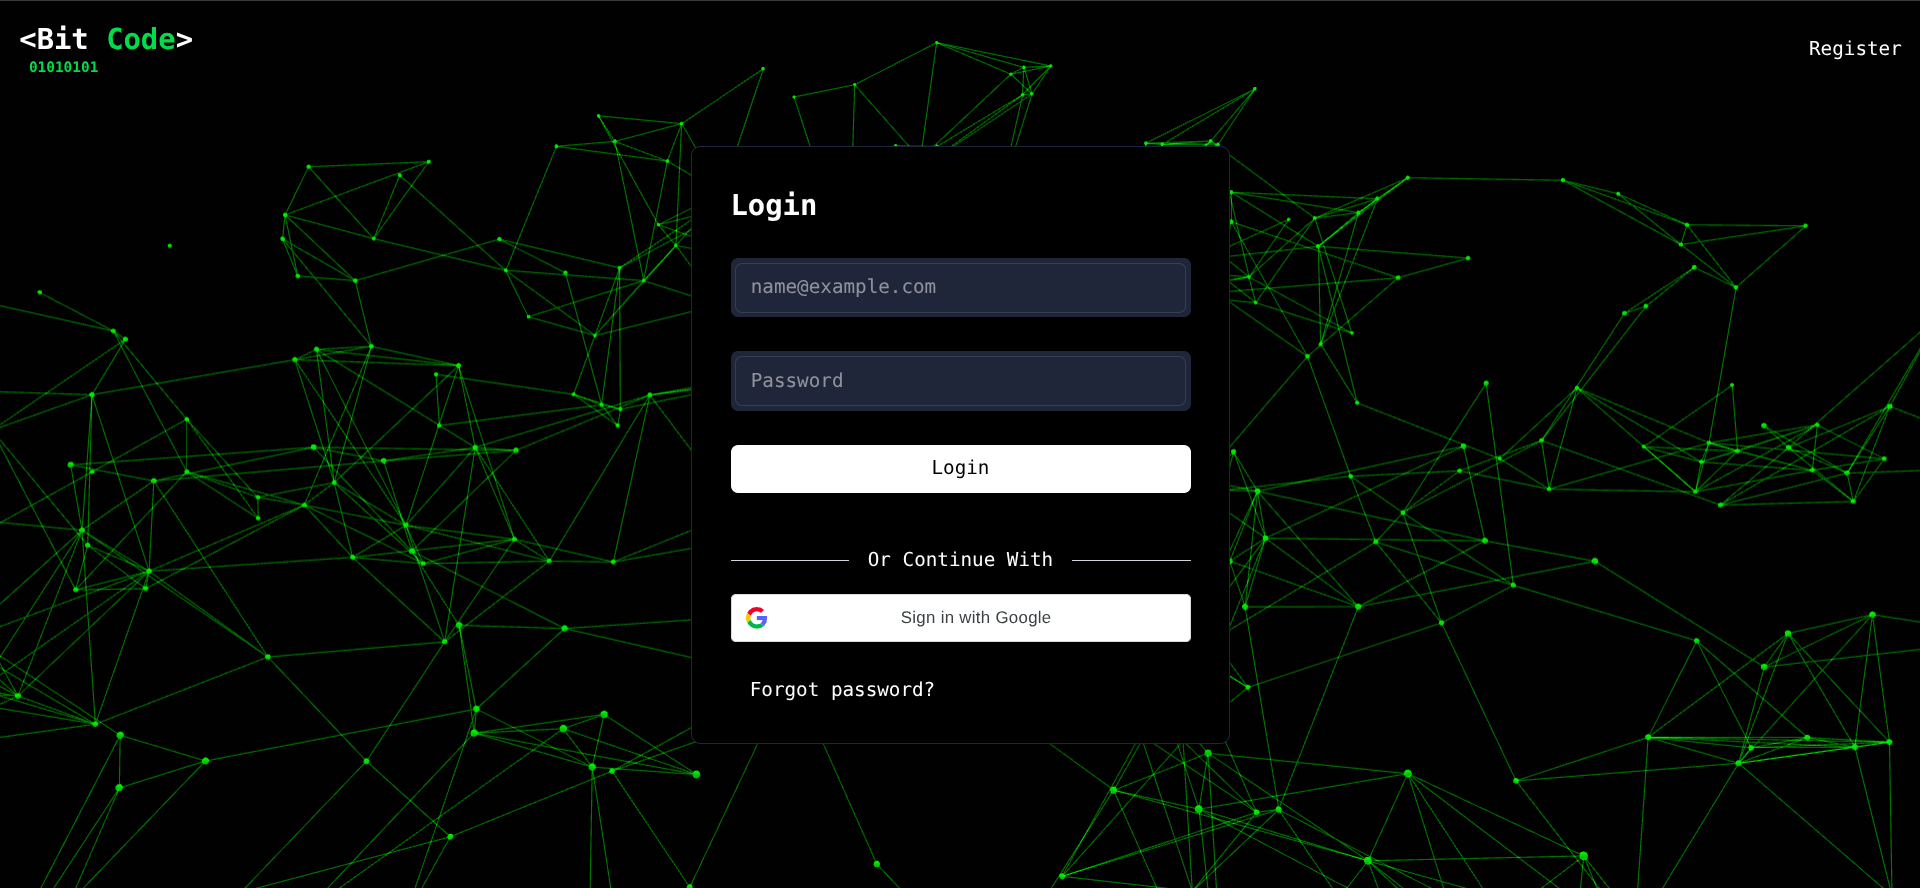 <Bit Code>
01010101
Register
Login
name@example.com
Password
Login
Or Continue With
Sign in with Google
Forgot password?